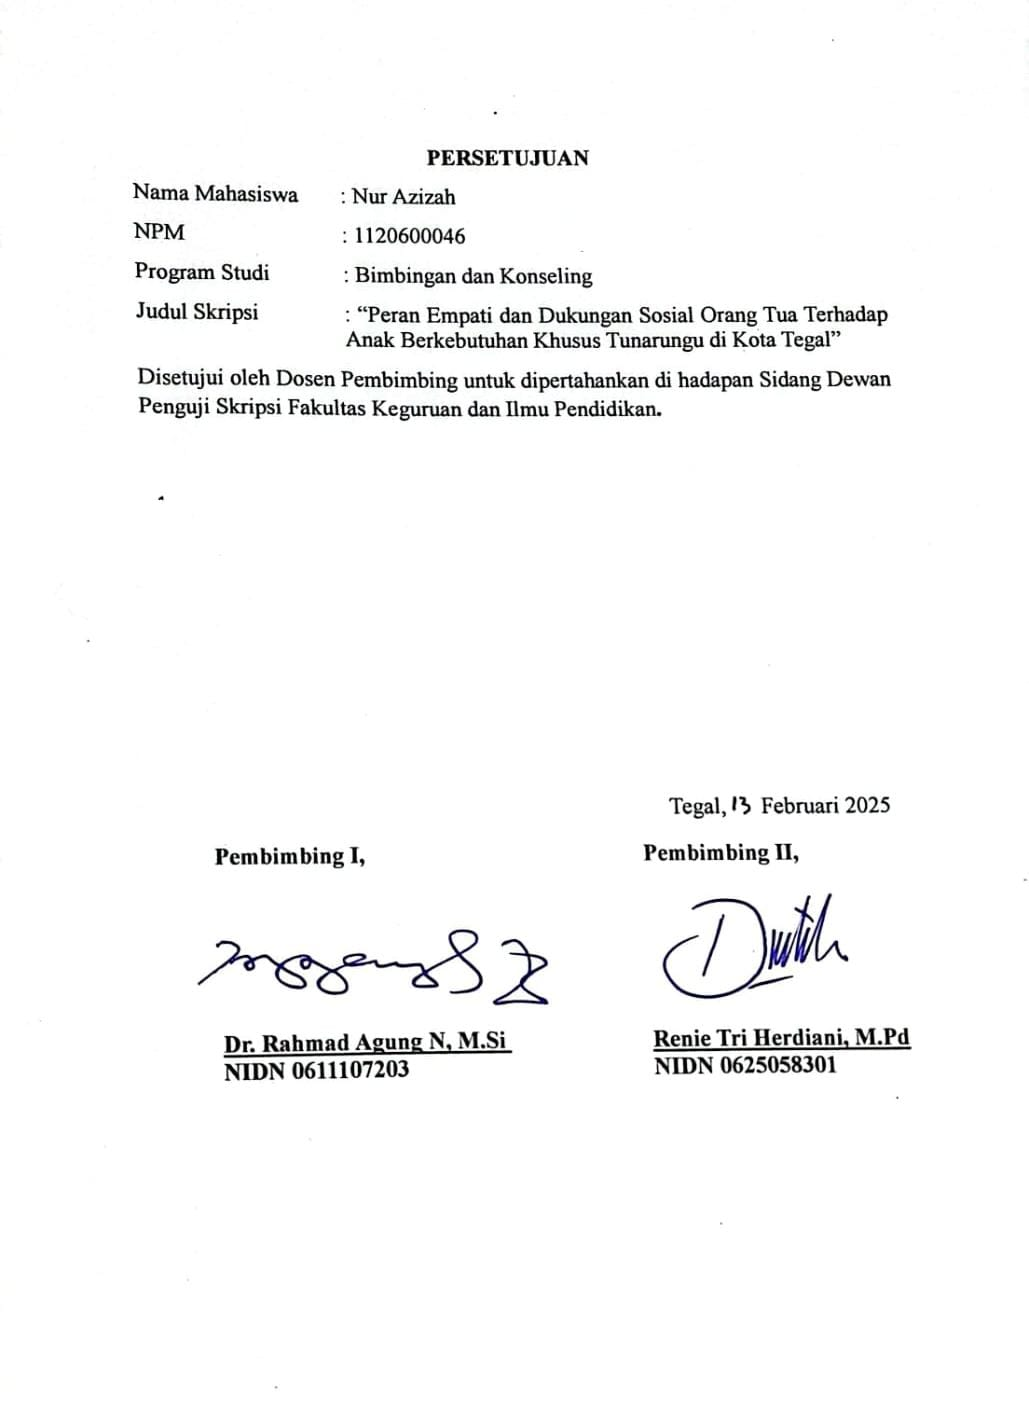 PERSETUJUAN
Nama Mahasiswa : Nur Azizah
NPM : 1120600046
Program Studi : Bimbingan dan Konseling
Judul Skripsi : “Peran Empati dan Dukungan Sosial Orang Tua Terhadap
Anak Berkebutuhan Khusus Tunarungu di Kota Tegal”
Disetujui oleh Dosen Pembimbing untuk dipertahankan di hadapan Sidang Dewan
Penguji Skripsi Fakultas Keguruan dan Ilmu Pendidikan.
Tegal, 13 Februari 2025
Pembimbing I, Pembimbing II,
Dr. Rahmad Agung N, M.Si Renie Tri Herdiani, M.Pd
NIDN 0611107203 NIDN 0625058301